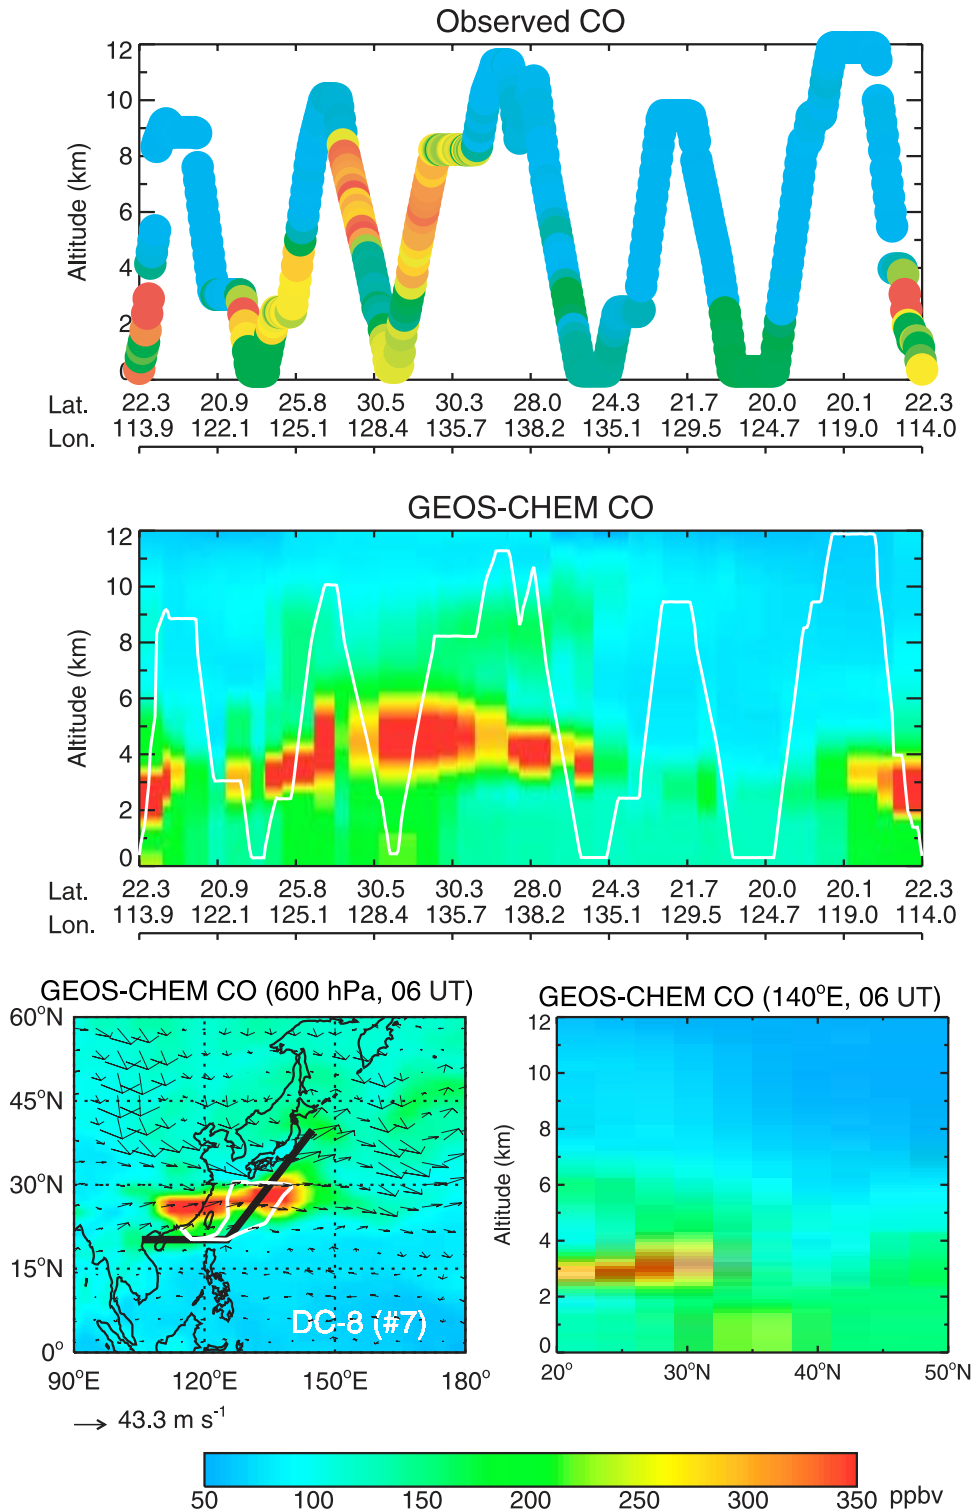 Observed CO
12
10
8
6
4
2
0
Altitude (km)
Lat. 22.3 20.9 25.8 30.5 30.3 28.0 24.3 21.7 20.0 20.1 22.3
Lon. 113.9 122.1 125.1 128.4 135.7 138.2 135.1 129.5 124.7 119.0 114.0
GEOS-CHEM CO
12
10
8
6
4
2
0
Altitude (km)
Lat. 22.3 20.9 25.8 30.5 30.3 28.0 24.3 21.7 20.0 20.1 22.3
Lon. 113.9 122.1 125.1 128.4 135.7 138.2 135.1 129.5 124.7 119.0 114.0
GEOS-CHEM CO (600 hPa, 06 UT)
60°N
45°N
30°N
15°N
0°
DC-8 (#7)
90°E 120°E 150°E 180°
43.3 m s⁻¹
GEOS-CHEM CO (140°E, 06 UT)
12
10
8
6
4
2
0
Altitude (km)
20° 30°N 40°N 50°N
50 100 150 200 250 300 350 ppbv